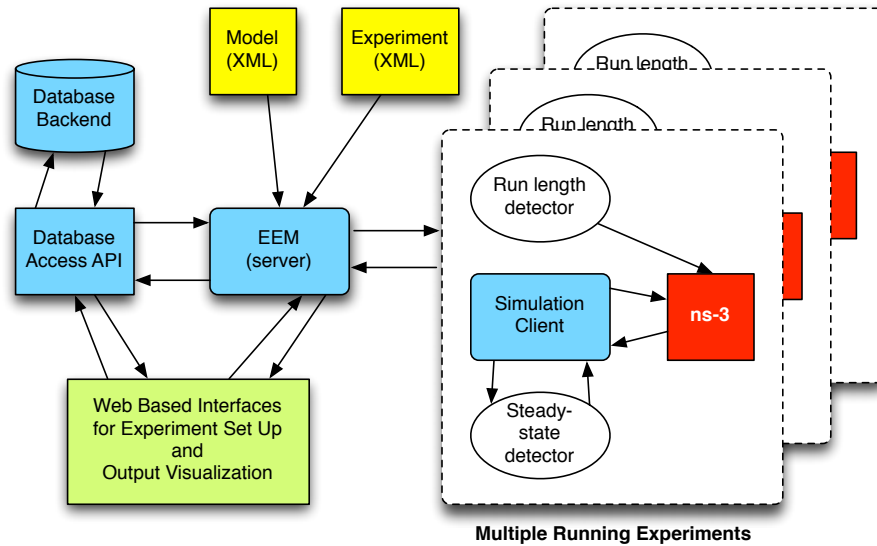 Model
(XML)
Experiment
(XML)
Database
Backend
Database
Access API
EEM
(server)
Web Based Interfaces
for Experiment Set Up
and
Output Visualization
Run length
Run length
Run length
detector
Simulation
Client
ns-3
Steady-
state
detector
Multiple Running Experiments